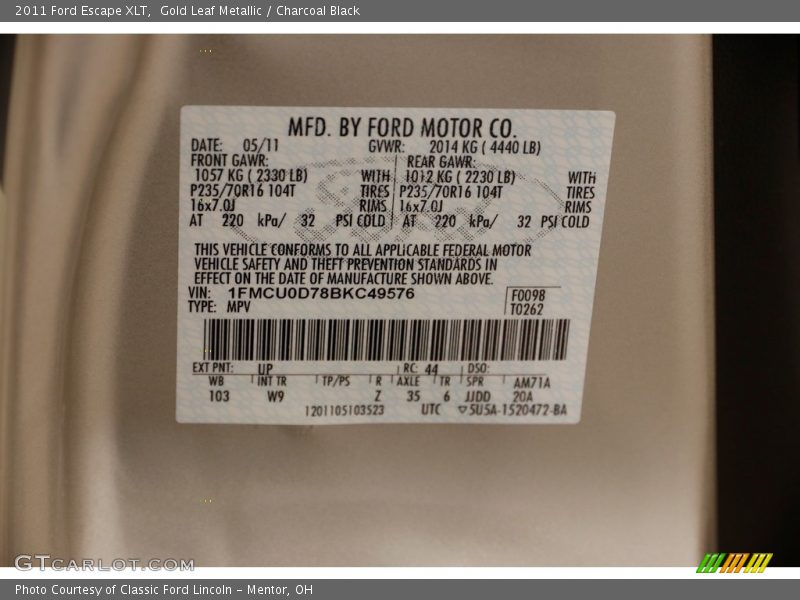 2011 Ford Escape XLT,  Gold Leaf Metallic / Charcoal Black
MFD. BY FORD MOTOR CO.
DATE: 05/11 GVWR: 2014 KG ( 4440 LB)
FRONT GAWR: REAR GAWR:
1057 KG ( 2330 LB) WITH 1012 KG ( 2230 LB) WITH
P235/70R16 104T TIRES P235/70R16 104T TIRES
16x7.0J RIMS 16x7.0J RIMS
AT 220 kPa/ 32 PSI COLD AT 220 kPa/ 32 PSI COLD
THIS VEHICLE CONFORMS TO ALL APPLICABLE FEDERAL MOTOR
VEHICLE SAFETY AND THEFT PREVENTION STANDARDS IN
EFFECT ON THE DATE OF MANUFACTURE SHOWN ABOVE.
VIN: 1FMCU0D78BKC49576 F0098
TYPE: MPV T0262
EXT PNT: UP RC: 44 DSO:
WB INT TR TP/PS R AXLE TR SPR AM71A
103 W9 Z 35 6 JJDD 20A
1201105103523 UTC ▽5U5A-1520472-BA
GTCARLOT.COM
Photo Courtesy of Classic Ford Lincoln – Mentor, OH